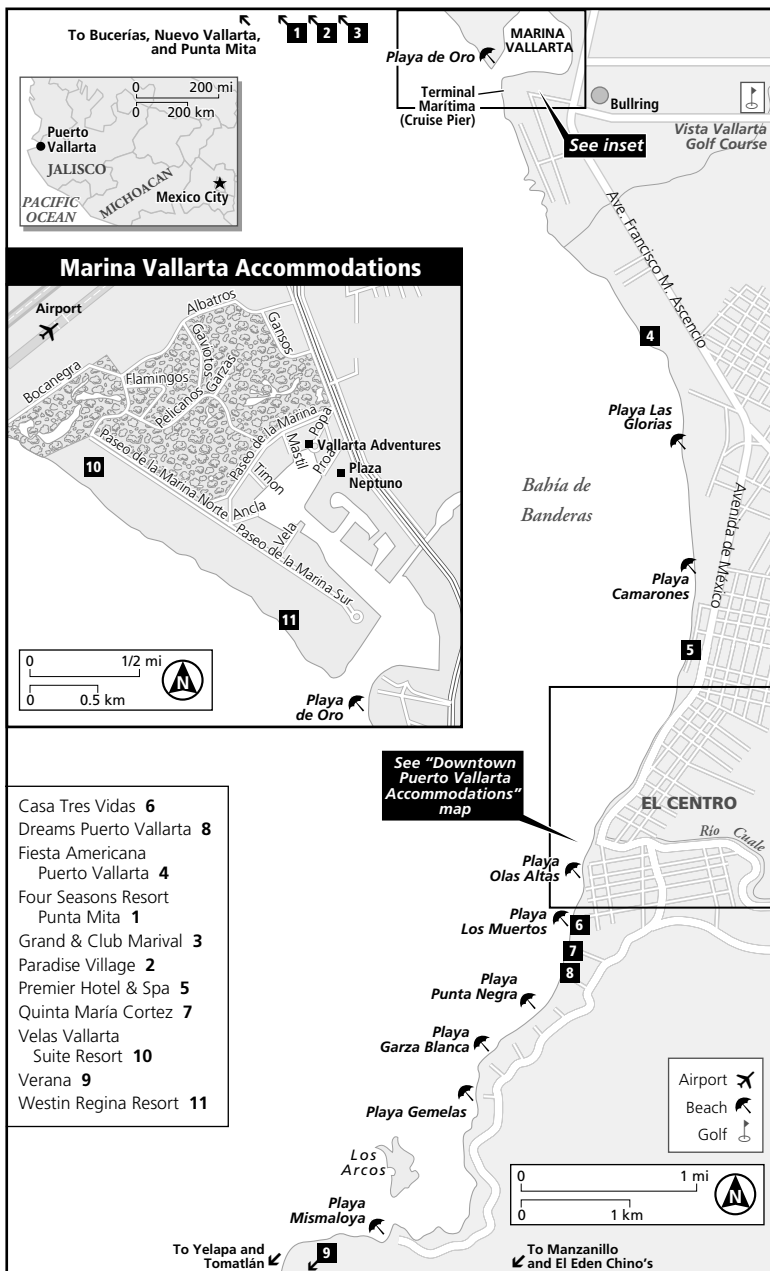 To Bucerías, Nuevo Vallarta,
and Punta Mita
1
2
3
MARINA
VALLARTA
Playa de Oro
Terminal
Marítima
(Cruise Pier)
Bullring
See inset
Vista Vallarta
Golf Course
0 200 mi
0 200 km
Puerto
Vallarta
JALISCO
MICHOACAN
Mexico City
PACIFIC
OCEAN
Ave. Francisco M. Ascencio
Marina Vallarta Accommodations
Airport
Albatros
Gansos
Gaviotos
Garzas
Bocanegra
Flamingos
Pelicanos
Paseo de la Marina
Popa
Proa
Mastil
Vallarta Adventures
Plaza
Neptuno
Timon
10
Paseo de la Marina Norte
Ancla
Vela
Paseo de la Marina Sur
11
0 1/2 mi
0 0.5 km
N
Playa
de Oro
4
Playa Las
Glorias
Bahía de
Banderas
Avenida de México
Playa
Camarones
5
See “Downtown
Puerto Vallarta
Accommodations”
map
EL CENTRO
Río Cuale
Playa
Olas Altas
Playa
Los Muertos
6
7
8
Playa
Punta Negra
Playa
Garza Blanca
Playa Gemelas
Los
Arcos
Playa
Mismaloya
Casa Tres Vidas 6
Dreams Puerto Vallarta 8
Fiesta Americana
Puerto Vallarta 4
Four Seasons Resort
Punta Mita 1
Grand & Club Marival 3
Paradise Village 2
Premier Hotel & Spa 5
Quinta María Cortez 7
Velas Vallarta
Suite Resort 10
Verana 9
Westin Regina Resort 11
Airport
Beach
Golf
0 1 mi
0 1 km
N
To Yelapa and
Tomatlán
9
To Manzanillo
and El Eden Chino's